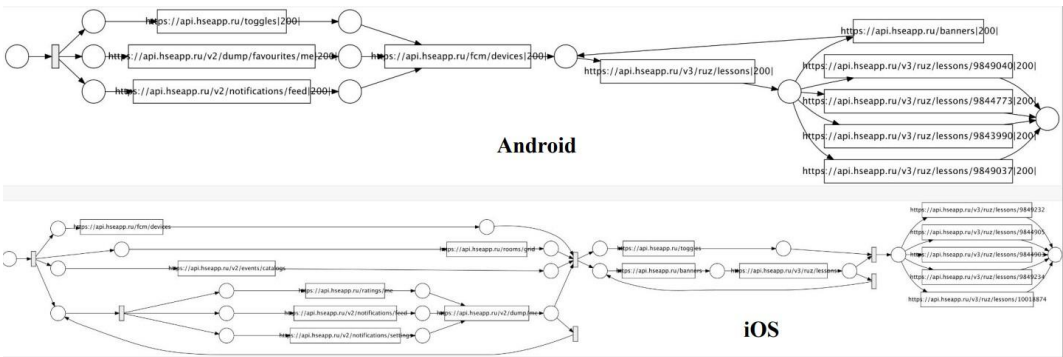 https://api.hseapp.ru/toggles|200|
https://api.hseapp.ru/v2/dump/favourites/me|200|
https://api.hseapp.ru/v2/notifications/feed|200|
https://api.hseapp.ru/fcm/devices|200|
https://api.hseapp.ru/v3/ruz/lessons|200|
https://api.hseapp.ru/banners|200|
https://api.hseapp.ru/v3/ruz/lessons/9849040|200|
https://api.hseapp.ru/v3/ruz/lessons/9844773|200|
https://api.hseapp.ru/v3/ruz/lessons/9843990|200|
https://api.hseapp.ru/v3/ruz/lessons/9849037|200|
Android
https://api.hseapp.ru/fcm/devices
https://api.hseapp.ru/rooms/grid
https://api.hseapp.ru/v2/events/catalogs
https://api.hseapp.ru/ratings/me
https://api.hseapp.ru/v2/notifications/feed
https://api.hseapp.ru/v2/notifications/settings
https://api.hseapp.ru/v2/dump/me
https://api.hseapp.ru/toggles
https://api.hseapp.ru/banners
https://api.hseapp.ru/v3/ruz/lessons
https://api.hseapp.ru/v3/ruz/lessons/9849232
https://api.hseapp.ru/v3/ruz/lessons/9844905
https://api.hseapp.ru/v3/ruz/lessons/9849234
https://api.hseapp.ru/v3/ruz/lessons/10018874
iOS